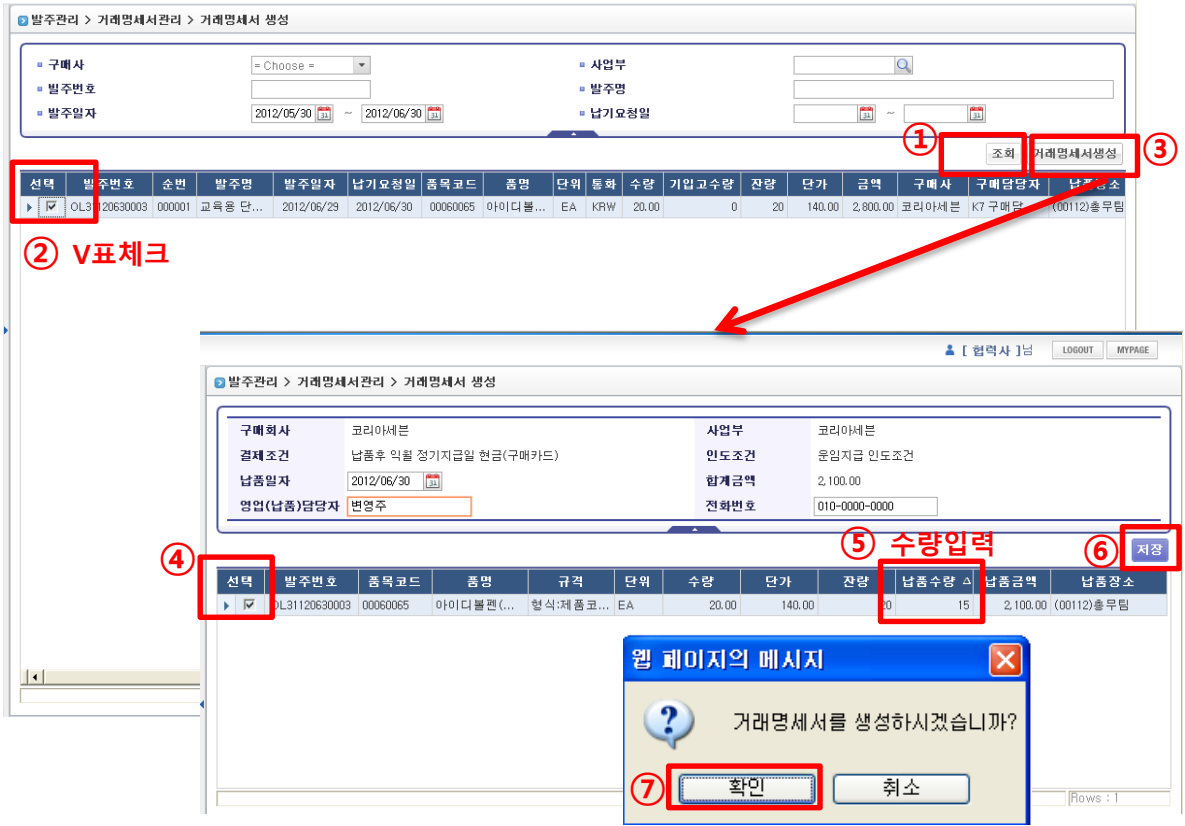 발주관리 > 거래명세서관리 > 거래명세서 생성
구매사 = Choose = 사업부
발주번호 발주명
발주일자 2012/05/30 31 ~ 2012/06/30 31 납기요청일 31 ~ 31
① 조회 거래명세서생성 ③
선택 발주번호 순번 발주명 발주일자 납기요청일 품목코드 품명 단위 통화 수량 기입고수량 잔량 단가 금액 구매사 구매담당자 납품장소
OL31120630003 000001 교육용 단... 2012/06/29 2012/06/30 00060065 아이디볼... EA KRW 20.00 0 20 140.00 2,800.00 코리아세븐 K7 구매담 (00112)총무팀
② V표체크
[ 협력사 ]님 LOGOUT MYPAGE
발주관리 > 거래명세서관리 > 거래명세서 생성
구매회사 코리아세븐 사업부 코리아세븐
결제조건 납품후 익월 정기지급일 현금(구매카드) 인도조건 운임지급 인도조건
납품일자 2012/06/30 31 합계금액 2,100.00
영업(납품)담당자 변영주 전화번호 010-0000-0000
④ ⑤ 수량입력 ⑥ 저장
선택 발주번호 품목코드 품명 규격 단위 수량 단가 잔량 납품수량 △ 납품금액 납품장소
OL31120630003 00060065 아이디볼펜(... 형식:제품코... EA 20.00 140.00 20 15 2,100.00 (00112)총무팀
웹 페이지의 메시지
거래명세서를 생성하시겠습니까?
⑦ 확인 취소
Rows : 1